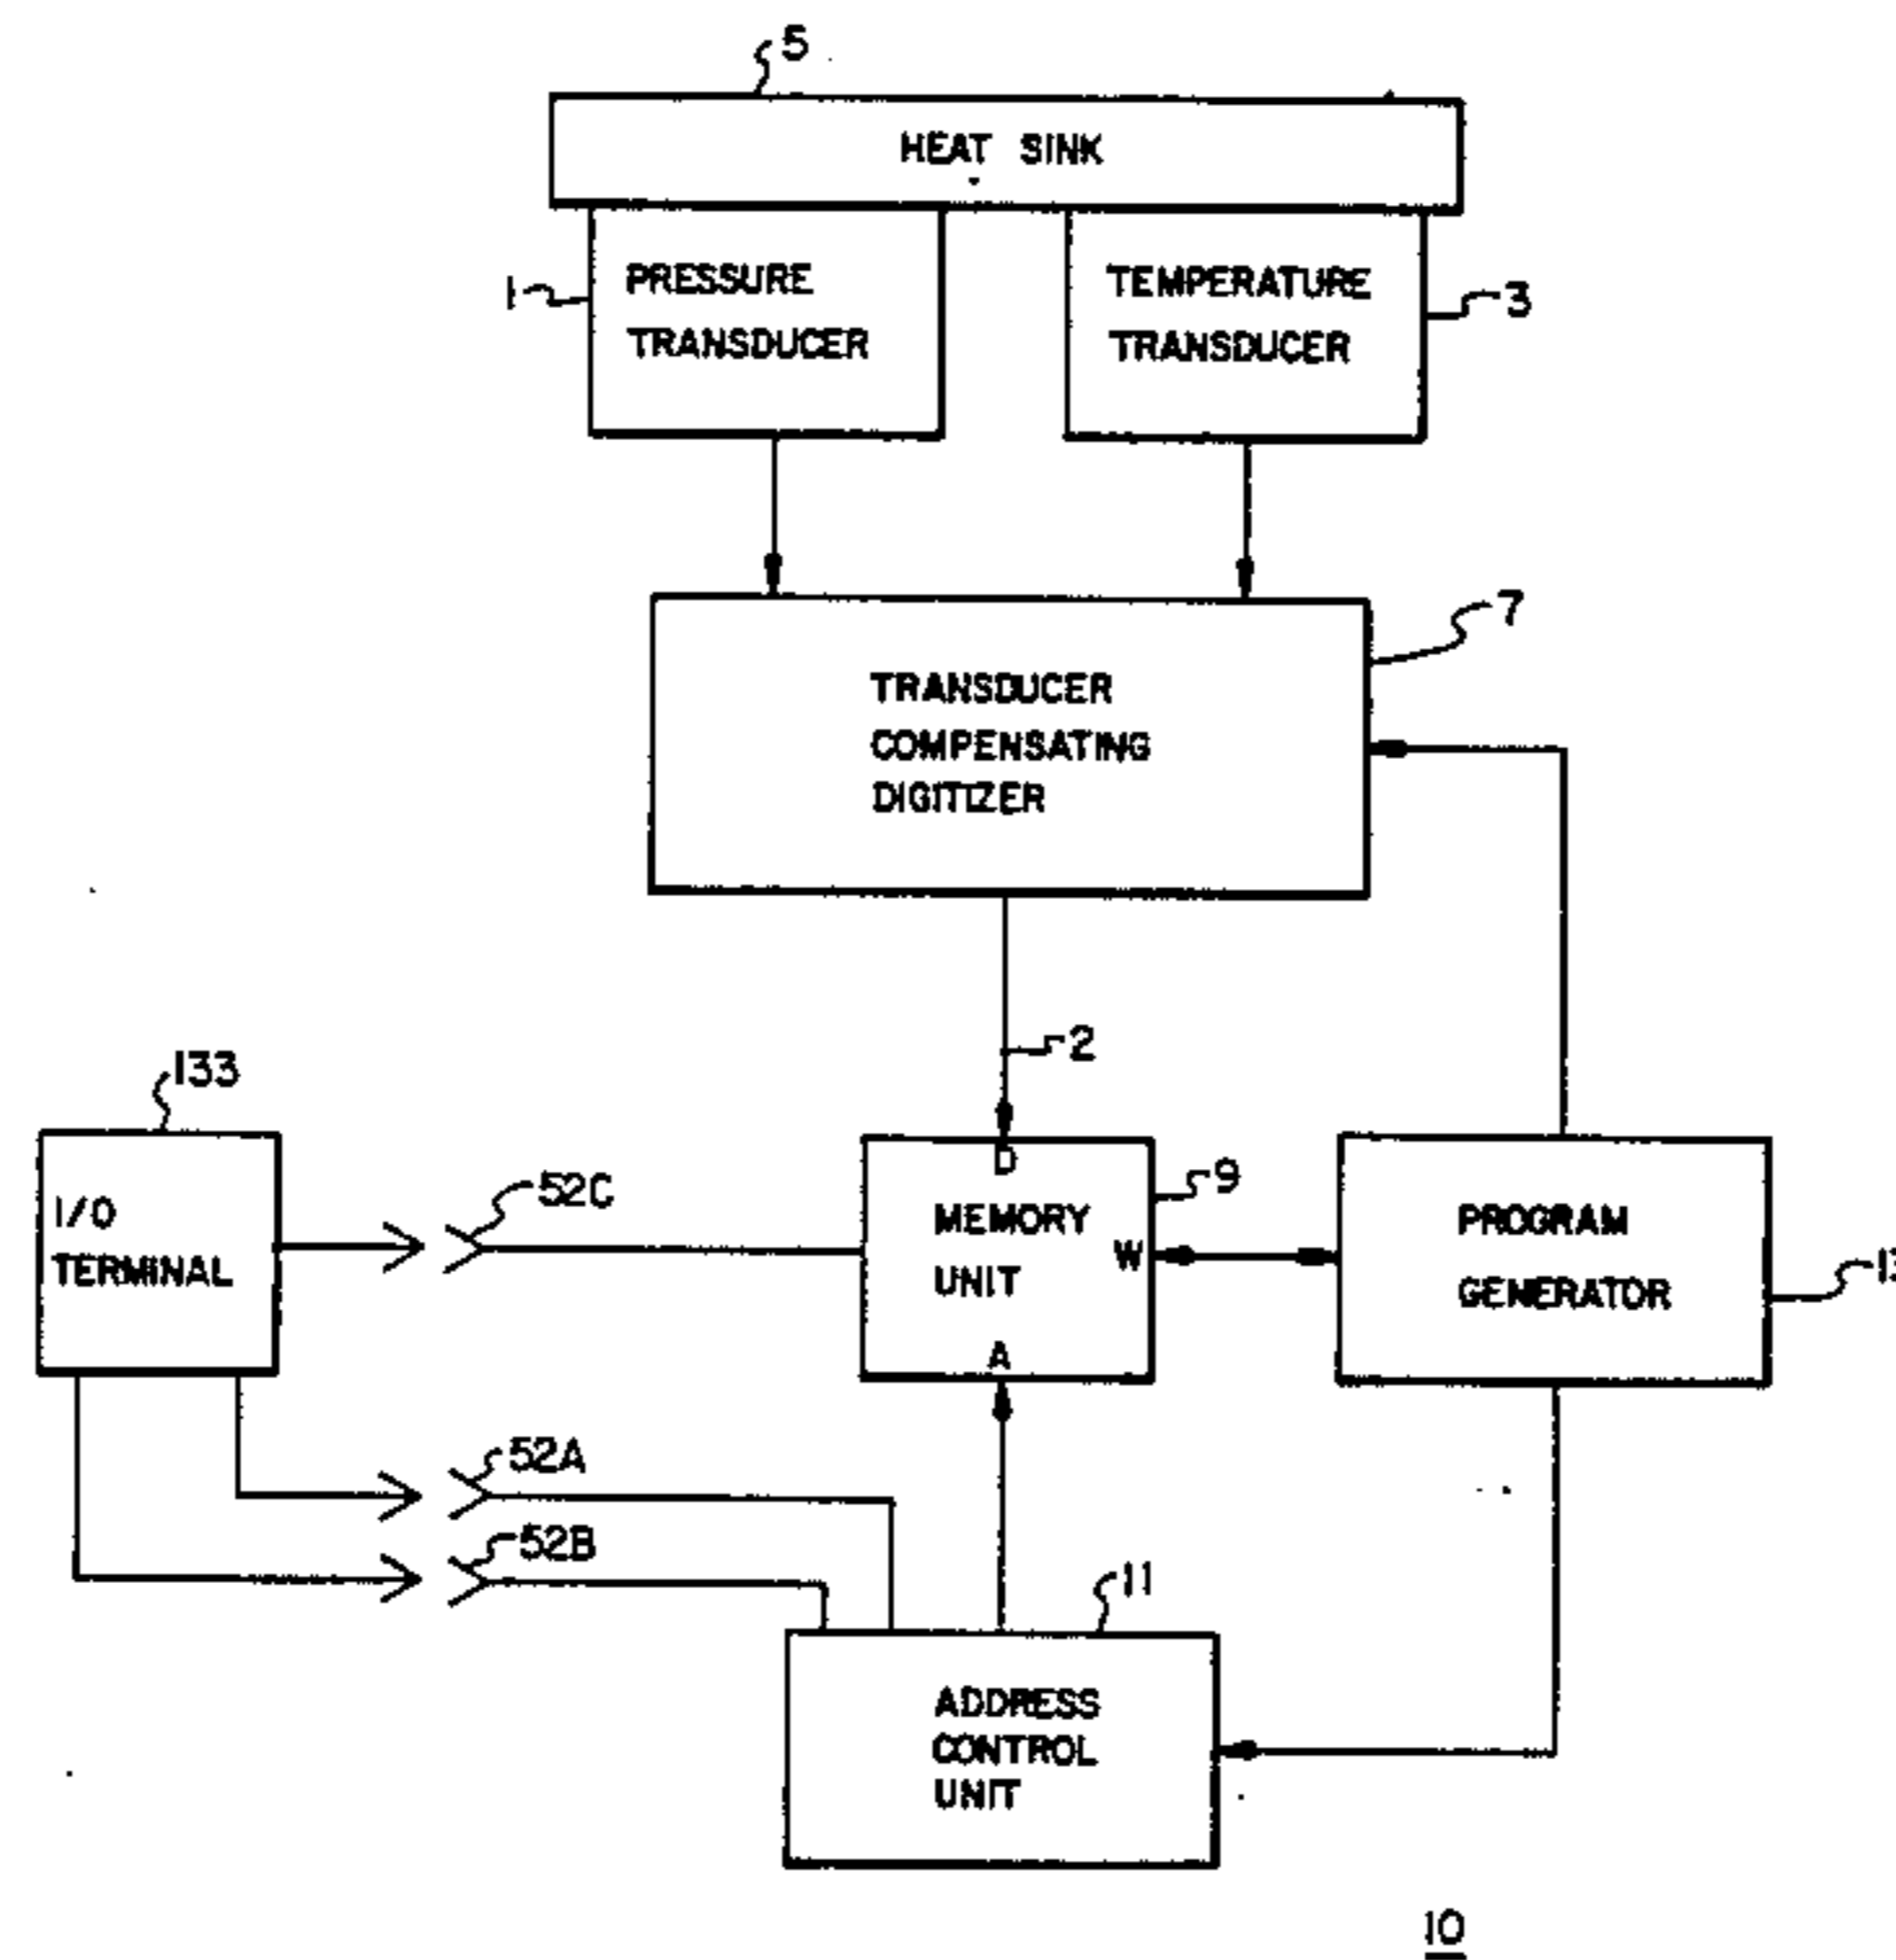 5
HEAT SINK
1
PRESSURE
TRANSDUCER
TEMPERATURE
TRANSDUCER
3
7
TRANSDUCER
COMPENSATING
DIGITIZER
2
133
I/O
TERMINAL
52C
D
MEMORY
UNIT
W
A
9
PROGRAM
GENERATOR
52A
52B
11
ADDRESS
CONTROL
UNIT
10